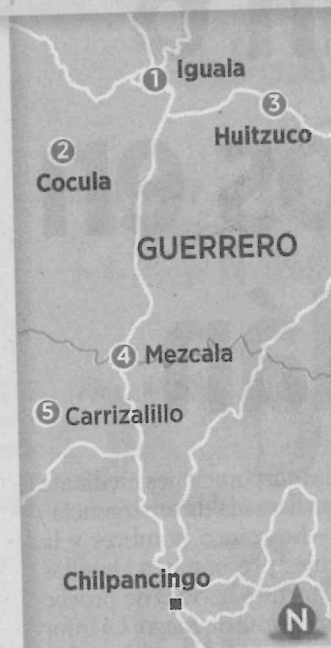 1 Iguala
3
Huitzuco
2
Cocula
GUERRERO
4 Mezcala
5 Carrizalillo
Chilpancingo
N